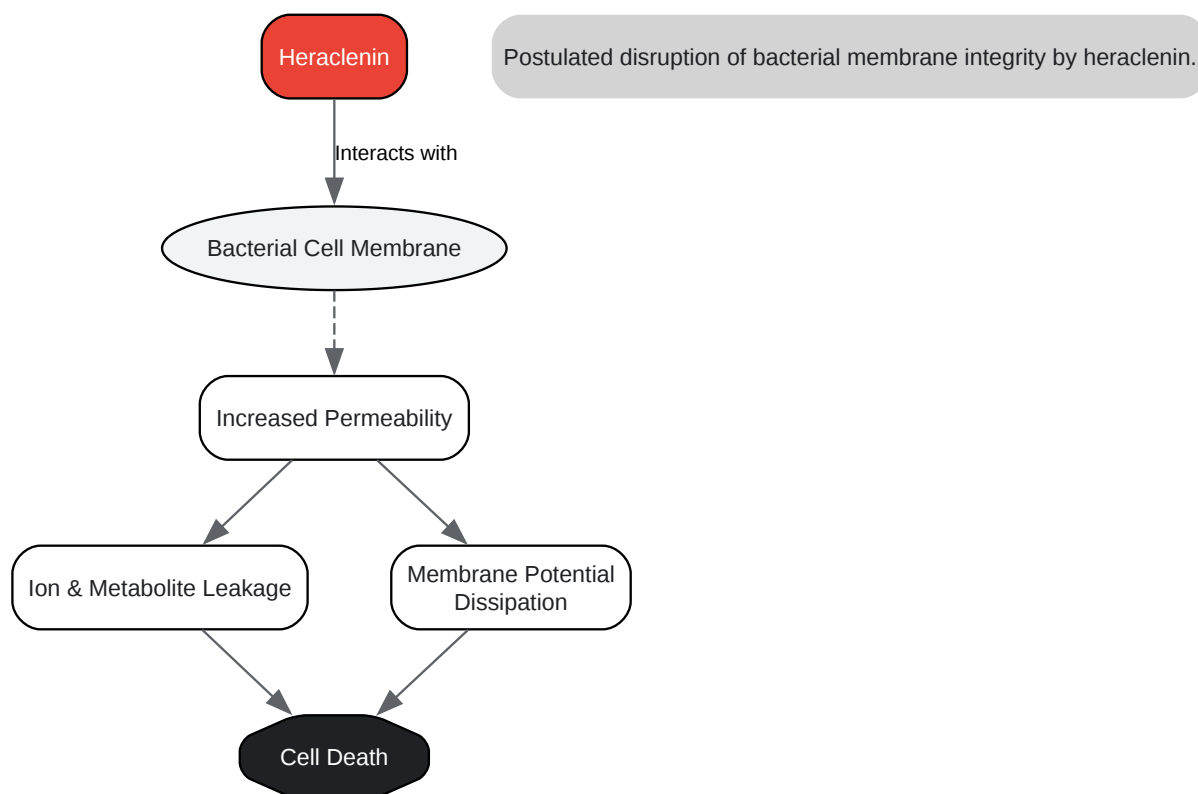 Heraclenin
Postulated disruption of bacterial membrane integrity by heraclenin.
Interacts with
Bacterial Cell Membrane
Increased Permeability
Ion & Metabolite Leakage
Membrane Potential
Dissipation
Cell Death